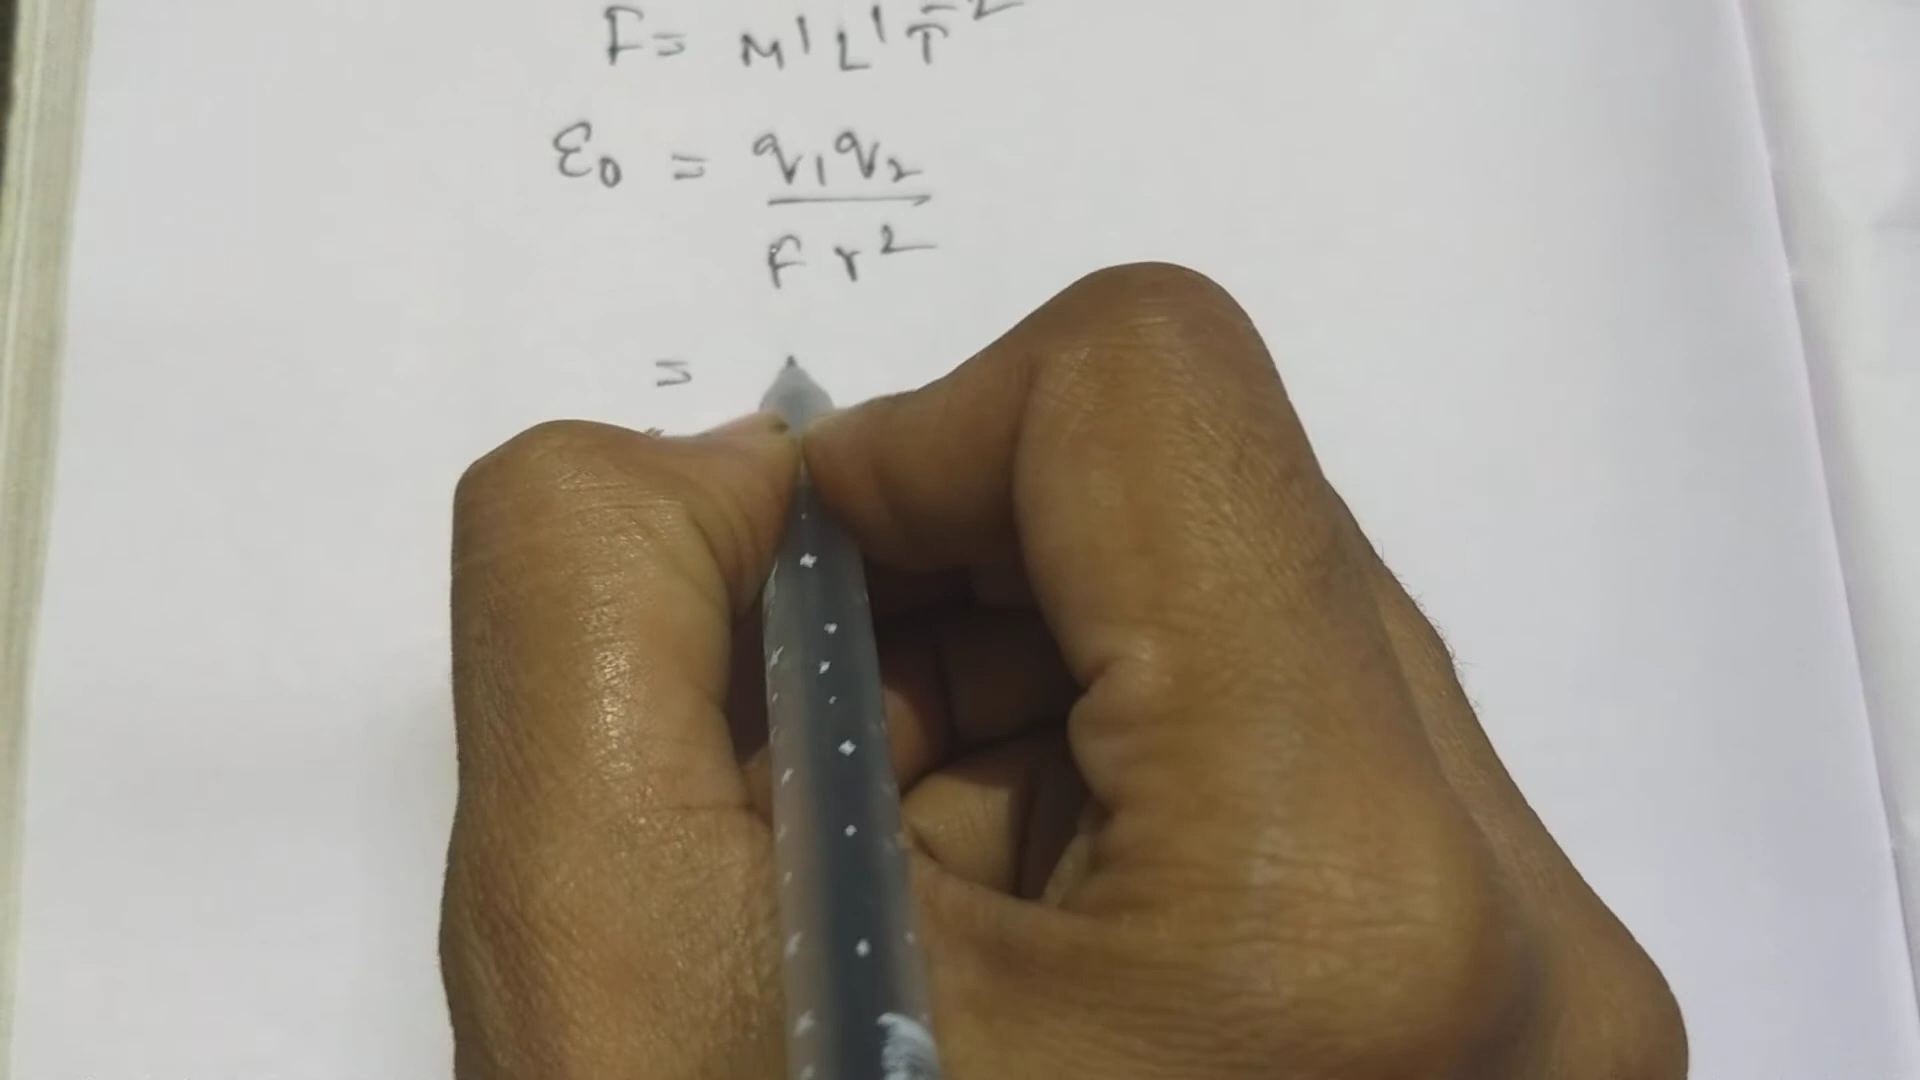 F = M¹L¹T⁻²
ε₀ = q₁q₂
F r²
=